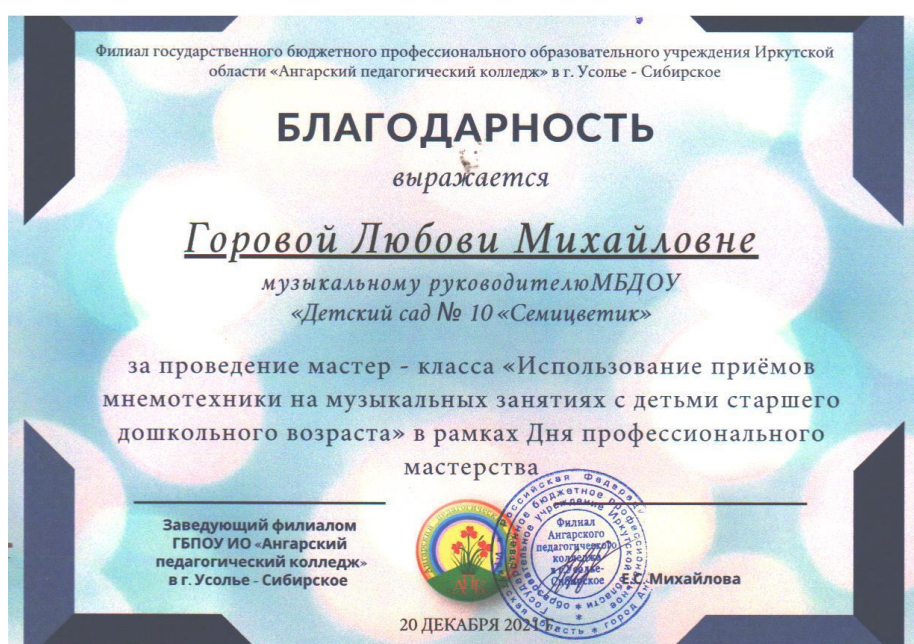 Филиал государственного бюджетного профессионального образовательного учреждения Иркутской
области «Ангарский педагогический колледж» в г. Усолье - Сибирское
БЛАГОДАРНОСТЬ
выражается
Горовой Любови Михайловне
музыкальному руководителюМБДОУ
«Детский сад № 10 «Семицветик»
за проведение мастер - класса «Использование приёмов
мнемотехники на музыкальных занятиях с детьми старшего
дошкольного возраста» в рамках Дня профессионального
мастерства
Заведующий филиалом
ГБПОУ ИО «Ангарский
педагогический колледж»
в г. Усолье - Сибирское
Филиал
Ангарского
педагогического
колледжа
в г.Усолье-
Сибирское
Е.С.Михайлова
20 ДЕКАБРЯ 2021 Г.